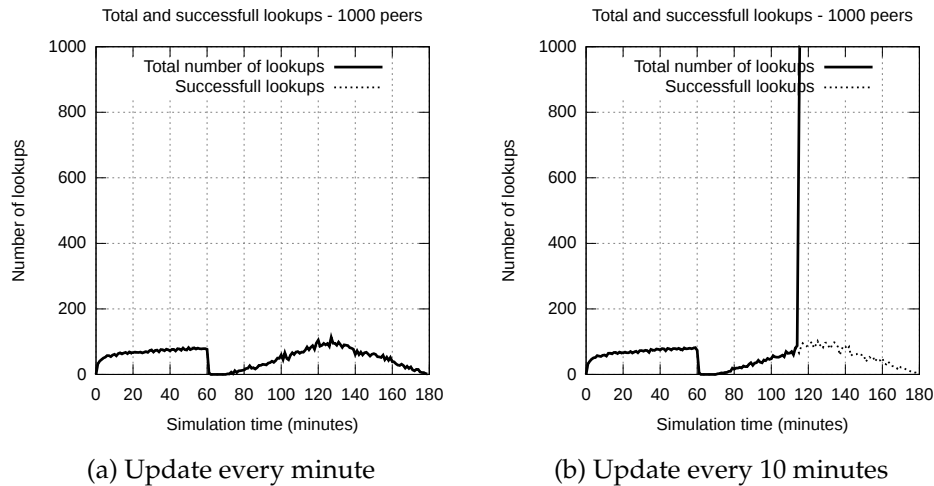 Total and successfull lookups - 1000 peers
1000
800
600
400
200
0
Number of lookups
Total number of lookups
Successfull lookups
0 20 40 60 80 100 120 140 160 180
Simulation time (minutes)
(a) Update every minute
Total and successfull lookups - 1000 peers
1000
800
600
400
200
0
Number of lookups
Total number of lookups
Successfull lookups
0 20 40 60 80 100 120 140 160 180
Simulation time (minutes)
(b) Update every 10 minutes